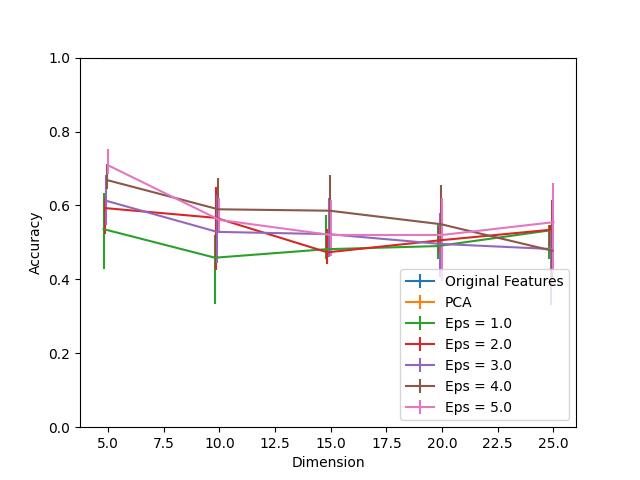 1.0
0.8
0.6
0.4
0.2
0.0
Accuracy
5.0 7.5 10.0 12.5 15.0 17.5 20.0 22.5 25.0
Dimension
Original Features
PCA
Eps = 1.0
Eps = 2.0
Eps = 3.0
Eps = 4.0
Eps = 5.0